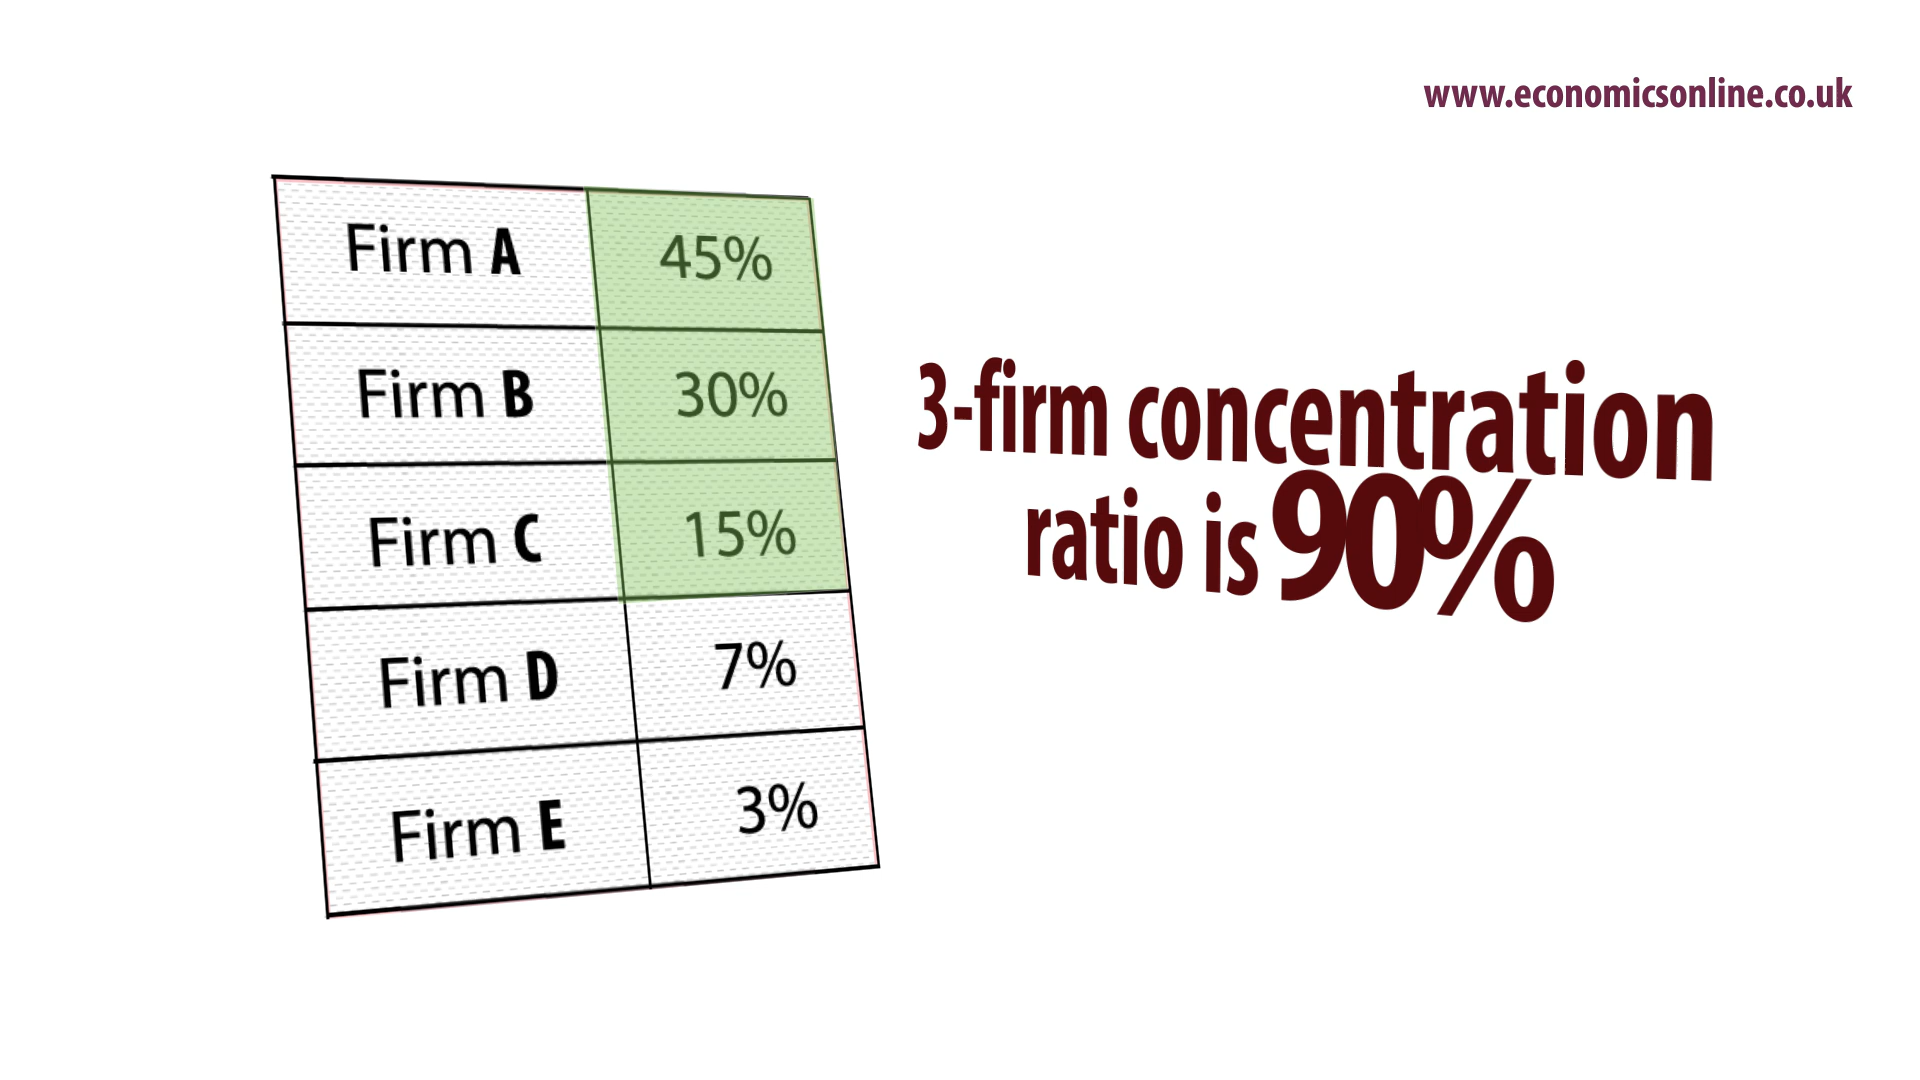 www.economicsonline.co.uk
Firm A 45%
Firm B 30%
Firm C 15%
Firm D 7%
Firm E 3%
3-firm concentration
ratio is 90%